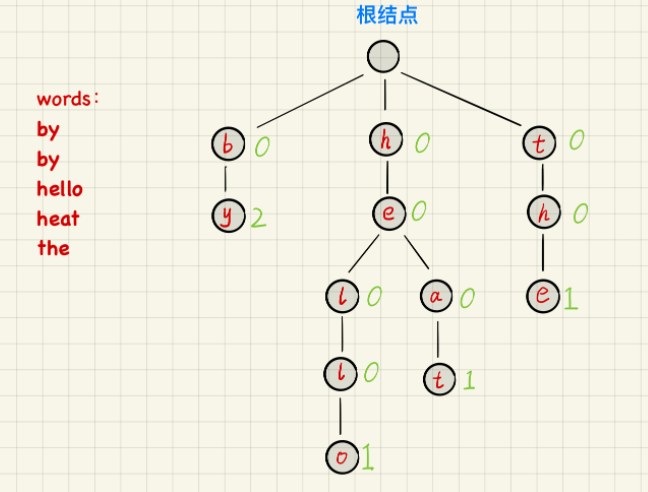 根结点
words:
by
by
hello
heat
the
b 0 h 0 t 0
y 2 e 0 h 0
l 0 a 0 e 1
l 0 t 1
o 1